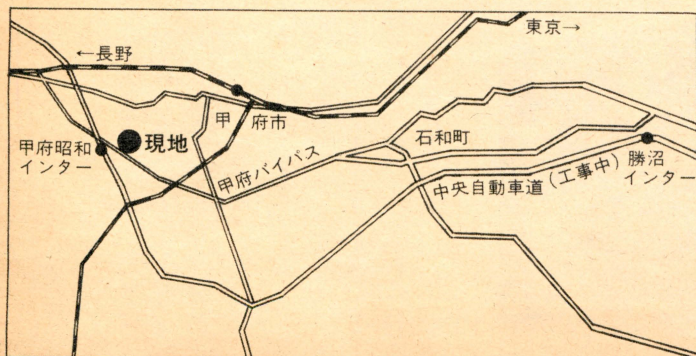 東京→
←長野
甲府市
石和町
現地
甲府昭和
インター
甲府バイパス
中央自動車道(工事中)
勝沼
インター